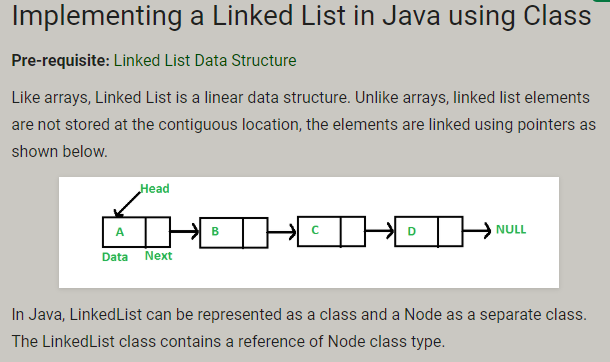 Implementing a Linked List in Java using Class
Pre-requisite: Linked List Data Structure
Like arrays, Linked List is a linear data structure. Unlike arrays, linked list elements
are not stored at the contiguous location, the elements are linked using pointers as
shown below.
Head
A B C D NULL
Data Next
In Java, LinkedList can be represented as a class and a Node as a separate class.
The LinkedList class contains a reference of Node class type.